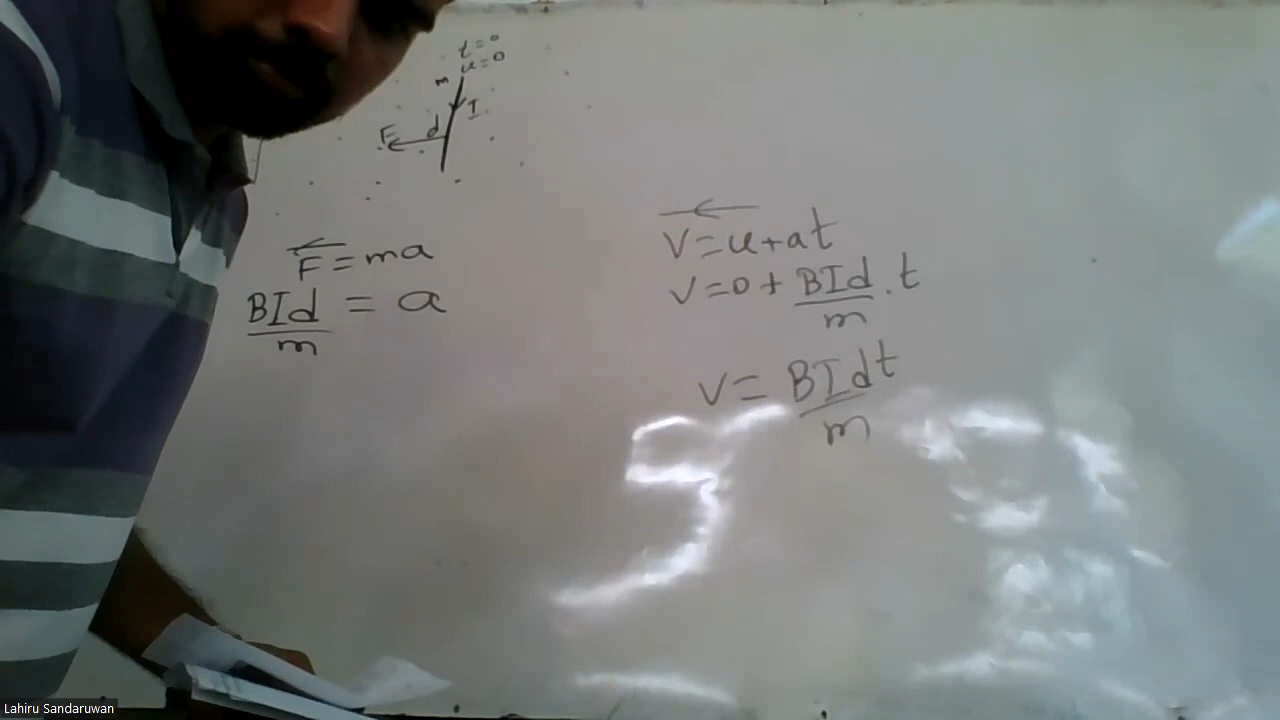 t=0
u=0
m
I
F
d
F=ma
BId/m = a
V=u+at
V=0+ BId/m . t
V= BIdt/m
Lahiru Sandaruwan